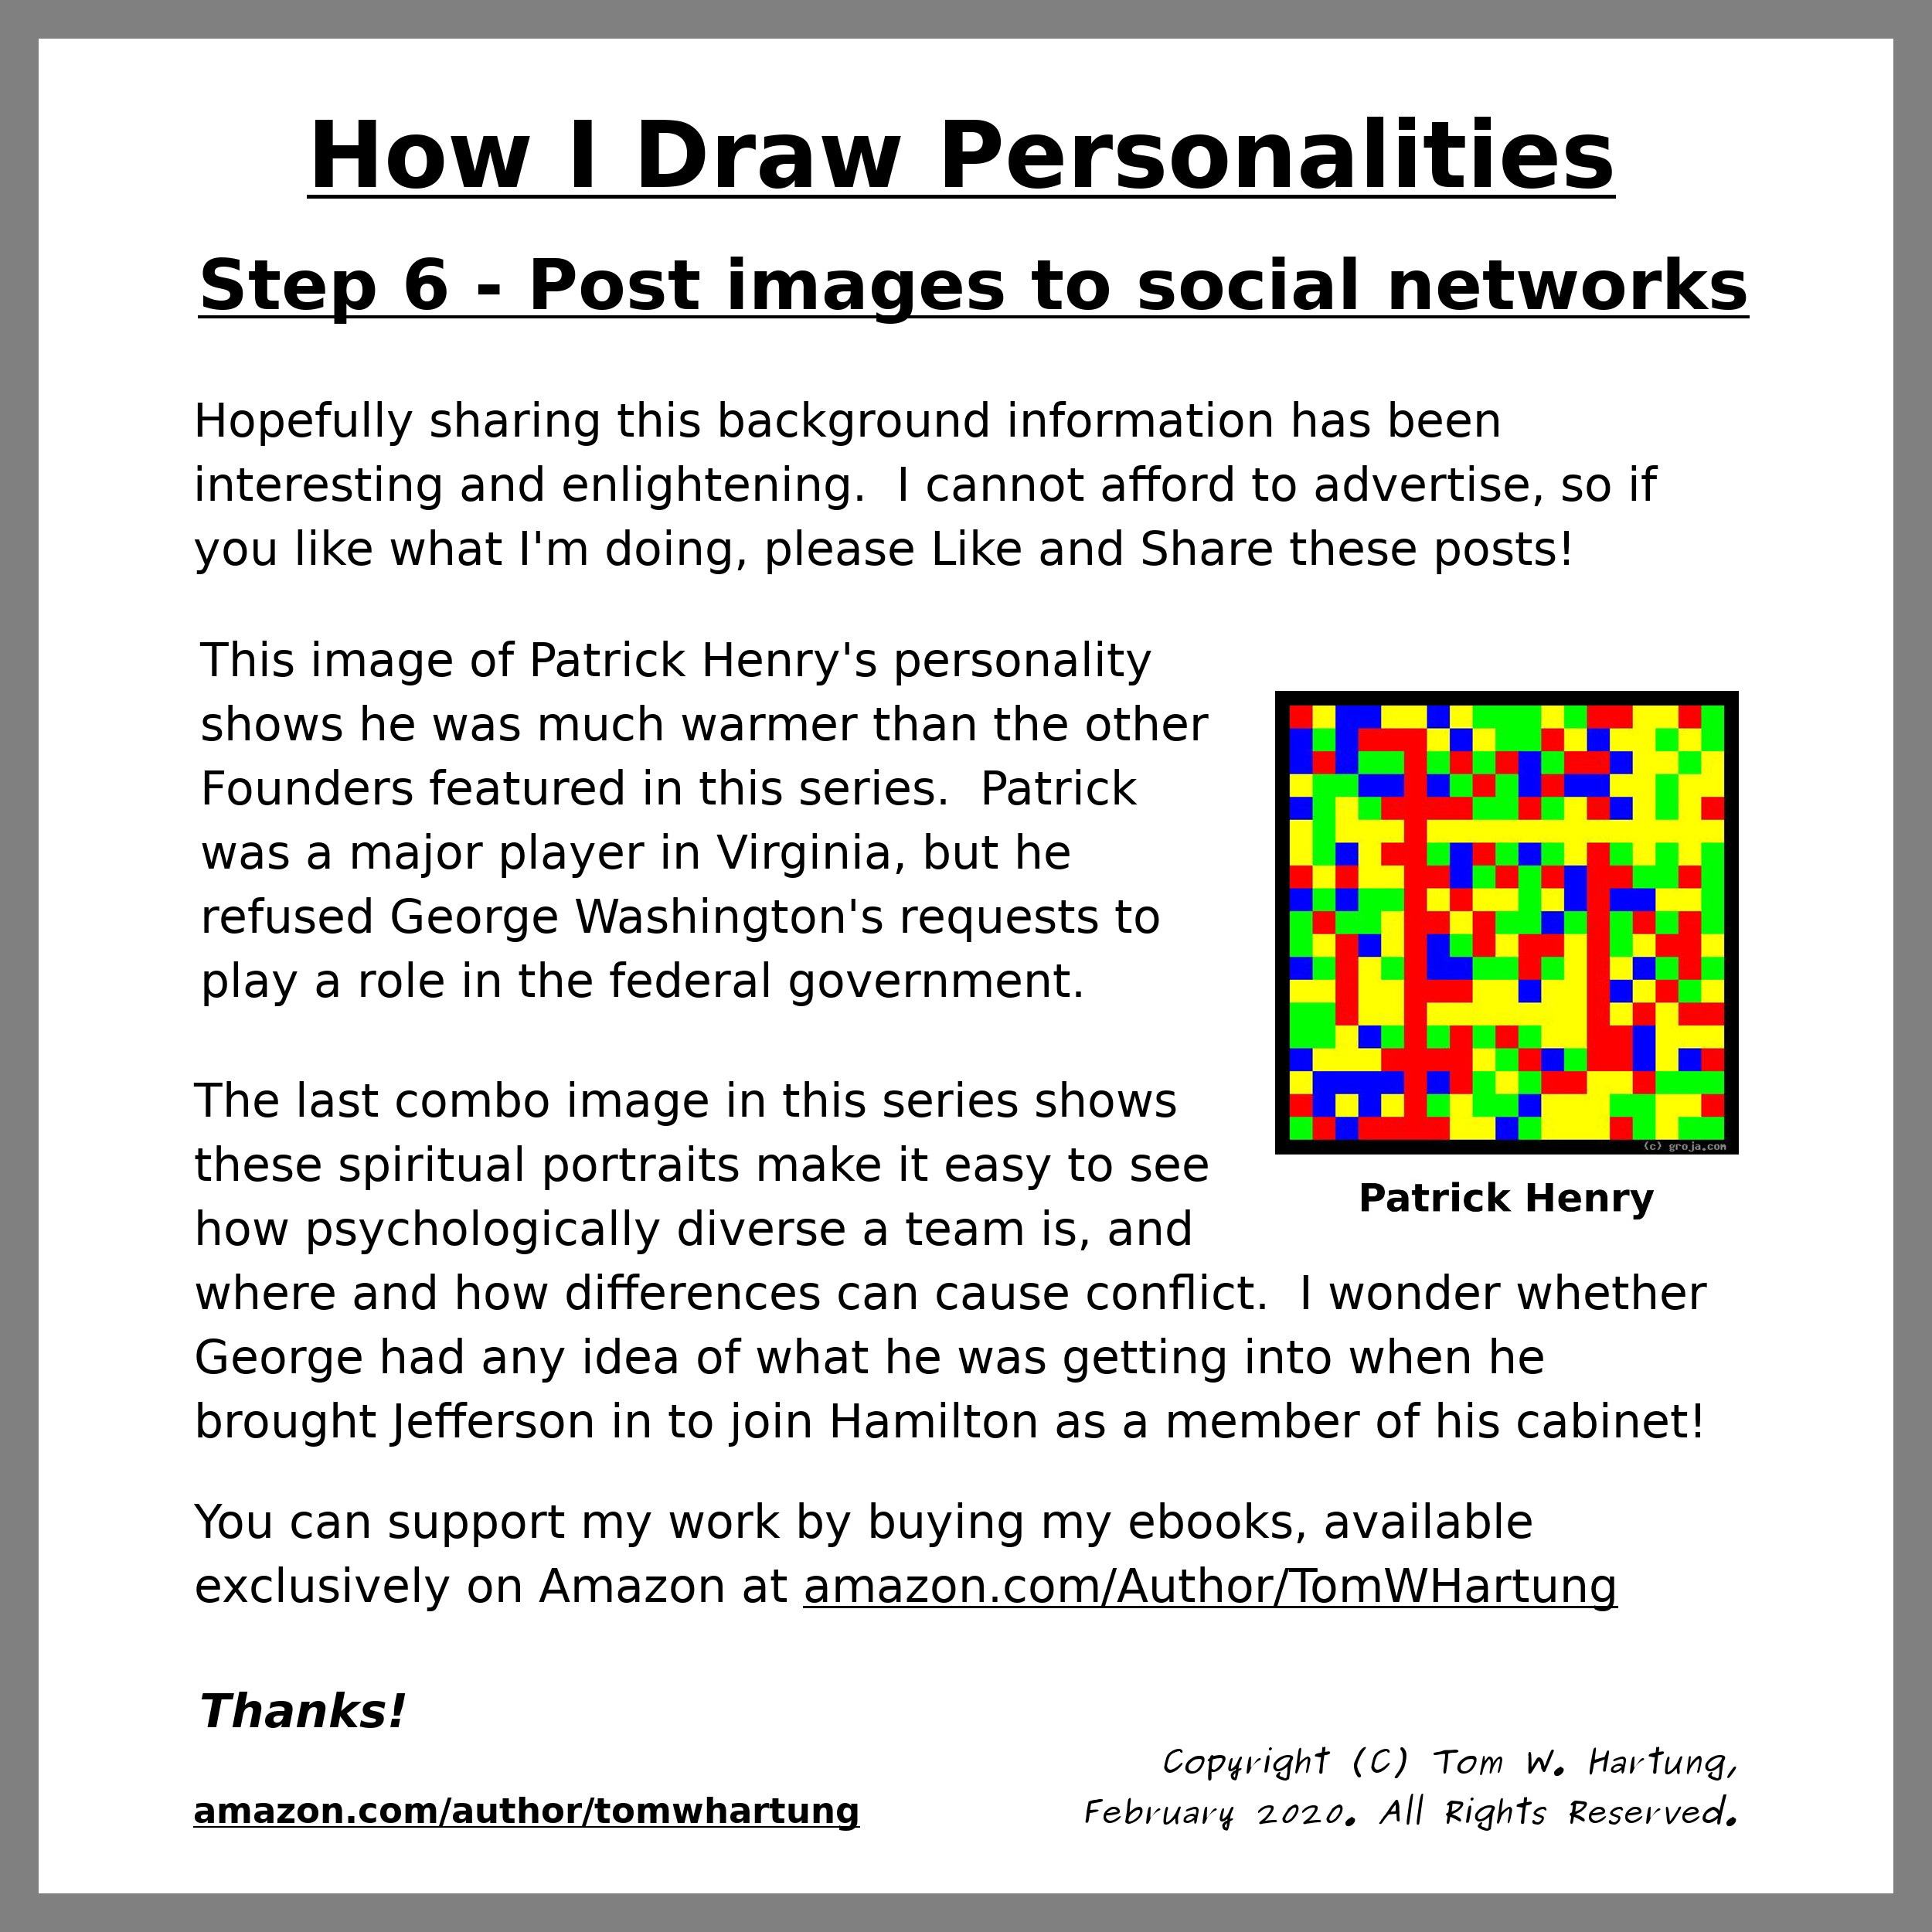 How I Draw Personalities
Step 6 - Post images to social networks
Hopefully sharing this background information has been
interesting and enlightening.  I cannot afford to advertise, so if
you like what I'm doing, please Like and Share these posts!
This image of Patrick Henry's personality
shows he was much warmer than the other
Founders featured in this series.  Patrick
was a major player in Virginia, but he
refused George Washington's requests to
play a role in the federal government.
(c) groja.com
Patrick Henry
The last combo image in this series shows
these spiritual portraits make it easy to see
how psychologically diverse a team is, and
where and how differences can cause conflict.  I wonder whether
George had any idea of what he was getting into when he
brought Jefferson in to join Hamilton as a member of his cabinet!
You can support my work by buying my ebooks, available
exclusively on Amazon at amazon.com/Author/TomWHartung
Thanks!
amazon.com/author/tomwhartung
Copyright (C) Tom W. Hartung,
February 2020. All Rights Reserved.